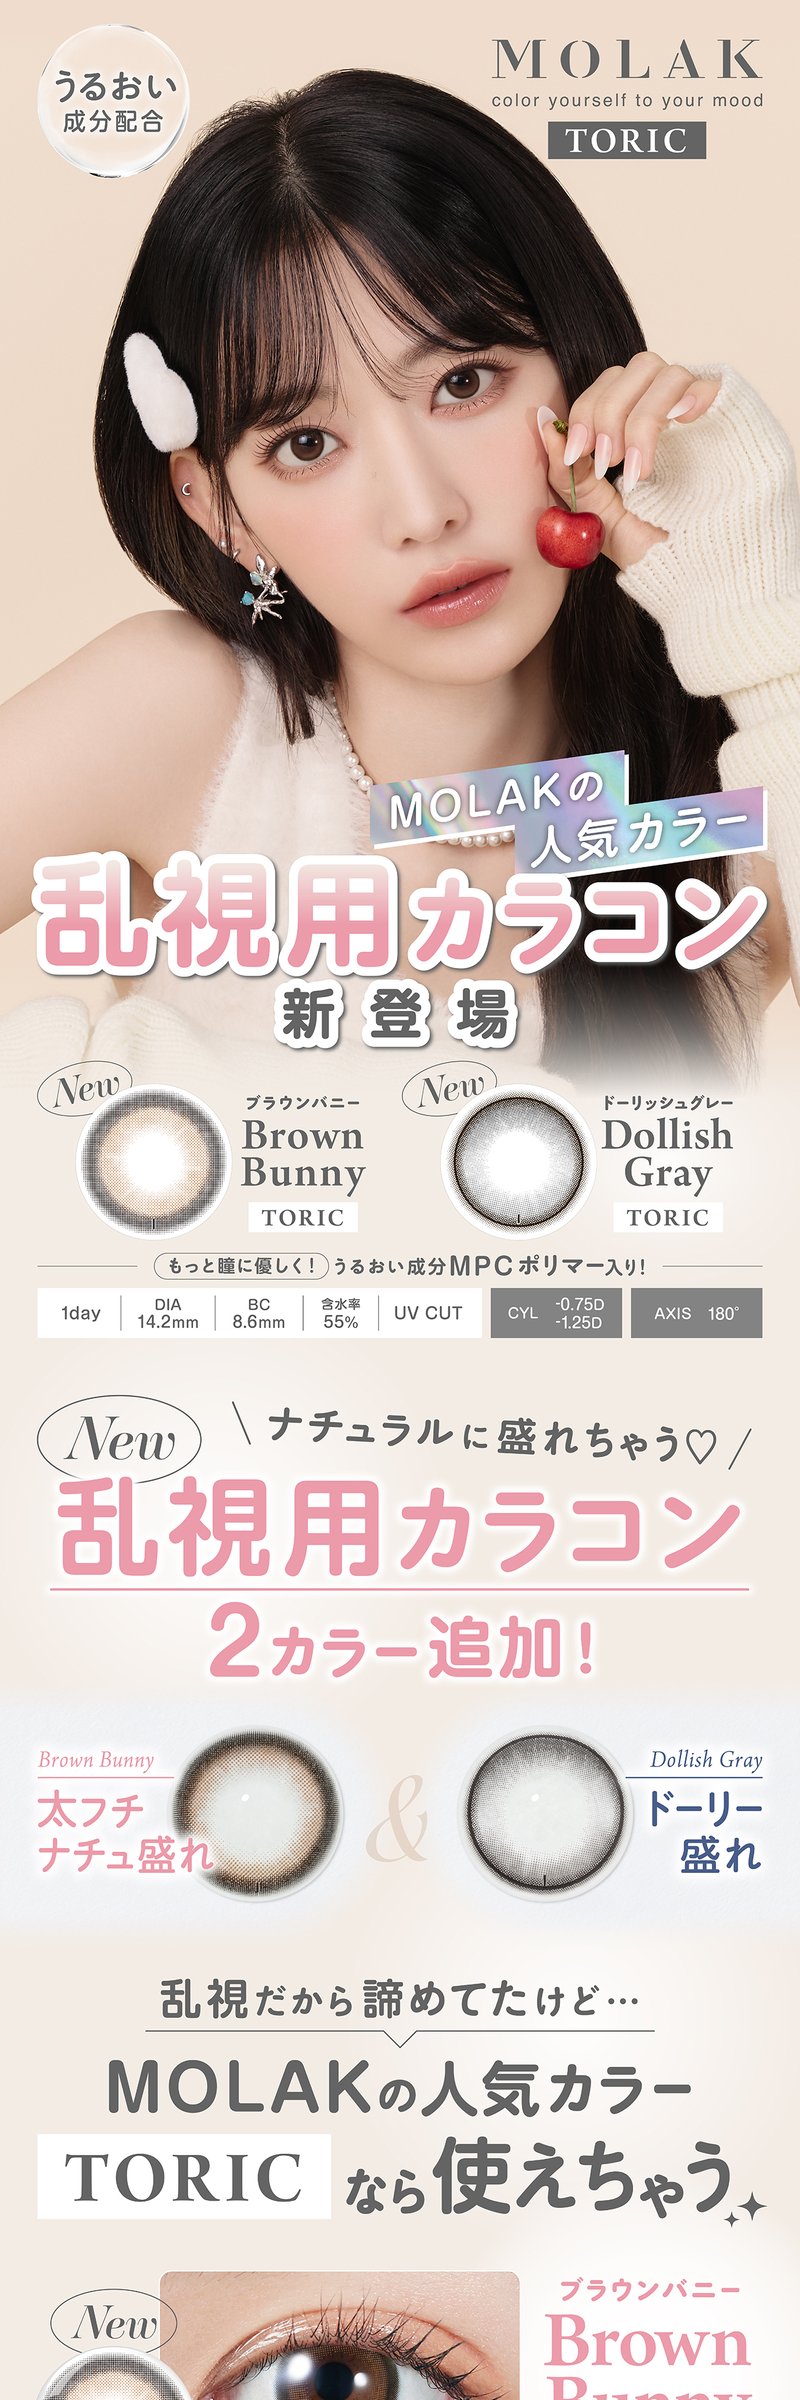 うるおい
成分配合
MOLAK
color yourself to your mood
TORIC
MOLAKの
人気カラー
乱視用カラコン
新登場
New
ブラウンバニー
Brown
Bunny
TORIC
New
ドーリッシュグレー
Dollish
Gray
TORIC
もっと瞳に優しく! うるおい成分MPCポリマー入り!
1day
DIA
14.2mm
BC
8.6mm
含水率
55%
UV CUT
CYL
-0.75D
-1.25D
AXIS 180°
New
ナチュラルに盛れちゃう♡
乱視用カラコン
2カラー追加!
Brown Bunny
太フチ
ナチュ盛れ
&
Dollish Gray
ドーリー
盛れ
乱視だから諦めてたけど…
MOLAKの人気カラー
TORIC なら使えちゃう
New
ブラウンバニー
Brown
Bunny